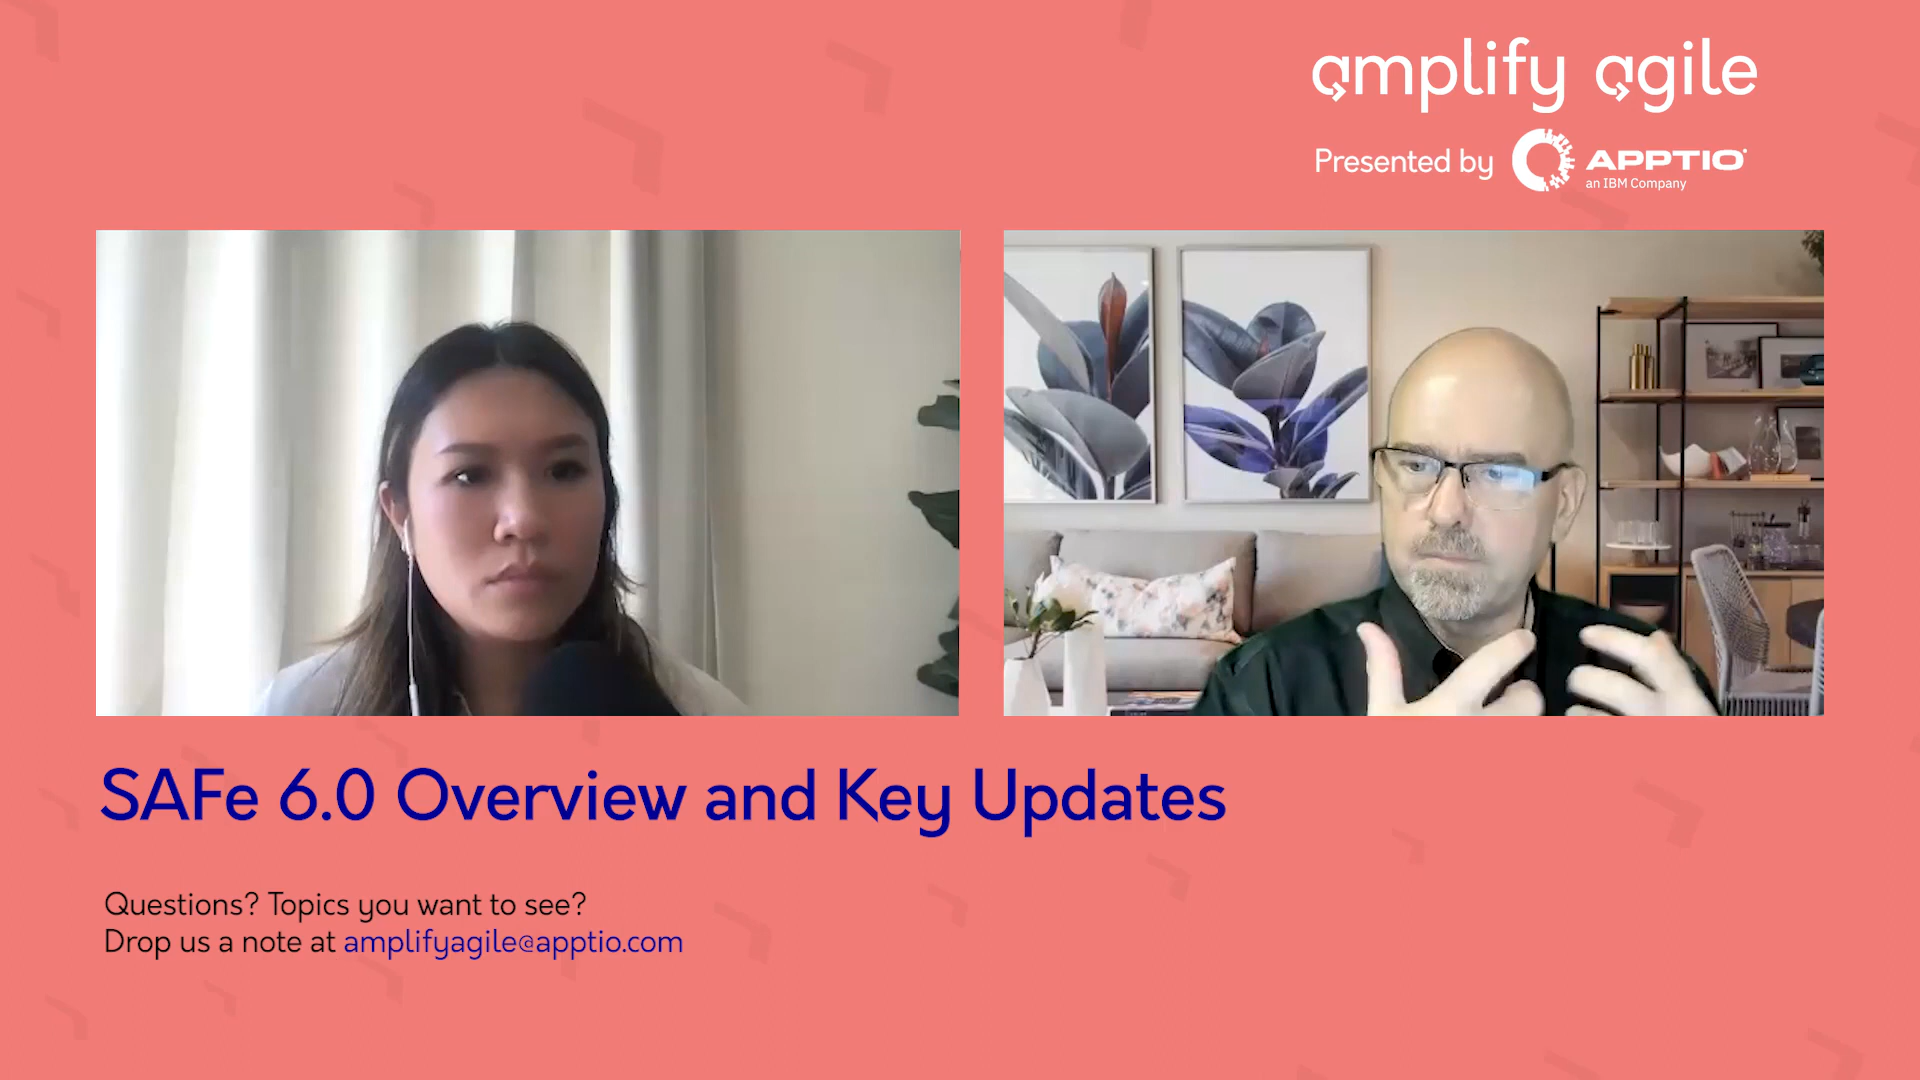 amplify agile
Presented by APPTIO
an IBM Company
SAFe 6.0 Overview and Key Updates
Questions? Topics you want to see?
Drop us a note at amplifyagile@apptio.com